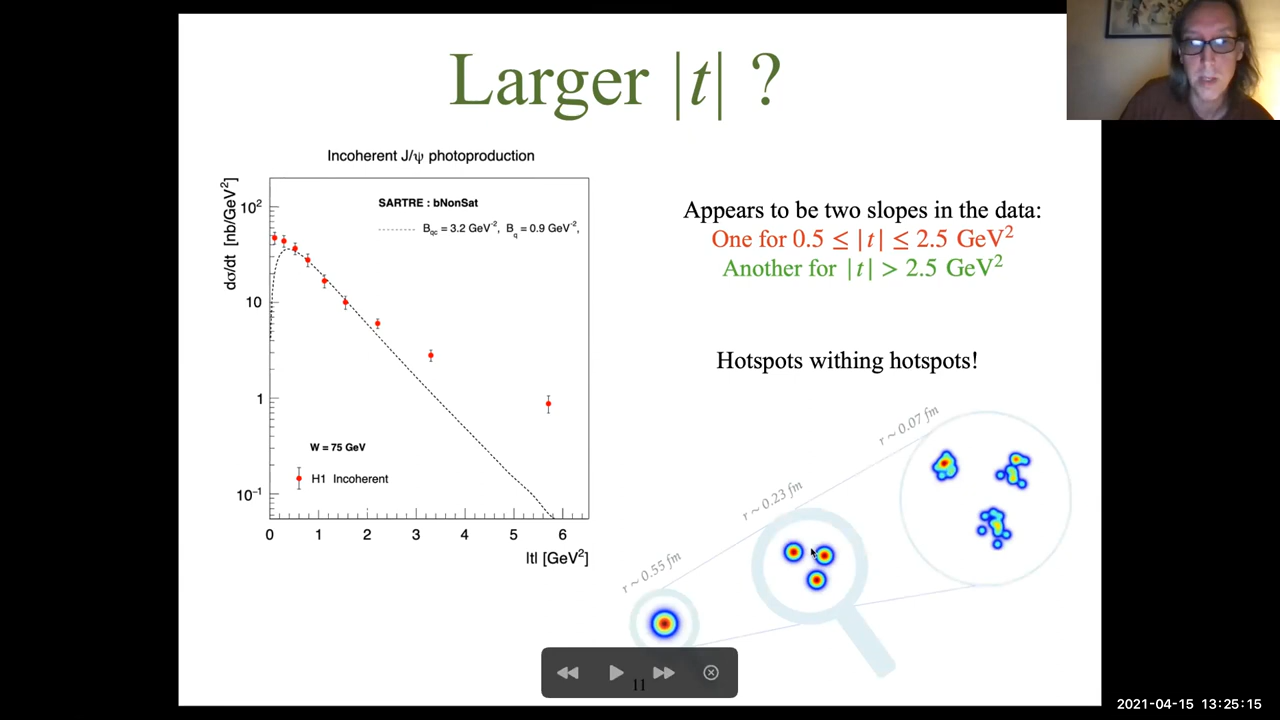 Larger |t| ?
Incoherent J/ψ photoproduction
dσ/dt [nb/GeV²]
10²
10
1
10⁻¹
SARTRE : bNonSat
B_qc = 3.2 GeV⁻², B_q = 0.9 GeV⁻²,
W = 75 GeV
H1 Incoherent
0 1 2 3 4 5 6
|t| [GeV²]
Appears to be two slopes in the data:
One for 0.5 ≤ |t| ≤ 2.5 GeV²
Another for |t| > 2.5 GeV²
Hotspots withing hotspots!
r ~ 0.07 fm
r ~ 0.23 fm
r ~ 0.55 fm
11
2021-04-15 13:25:15